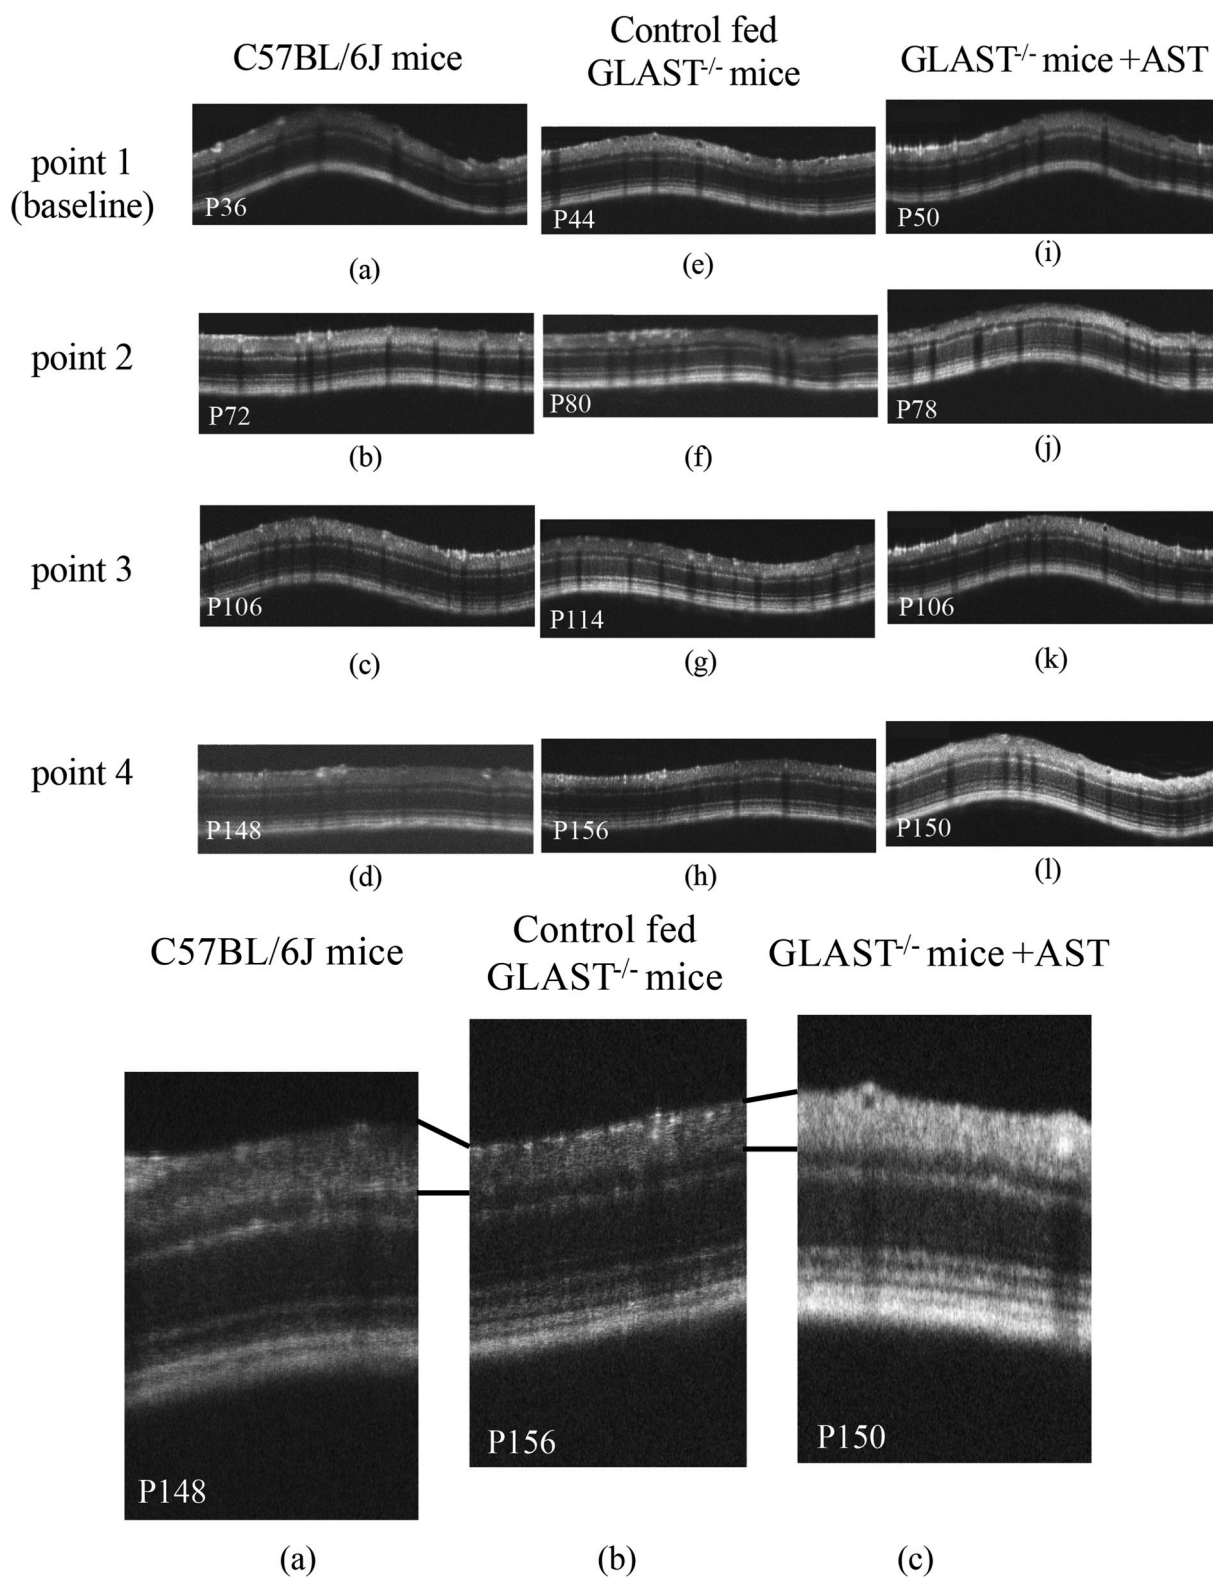 C57BL/6J mice
Control fed
GLAST-/- mice
GLAST-/- mice +AST
point 1
(baseline)
P36
P44
P50
(a)
(e)
(i)
point 2
P72
P80
P78
(b)
(f)
(j)
point 3
P106
P114
P106
(c)
(g)
(k)
point 4
P148
P156
P150
(d)
(h)
(l)
C57BL/6J mice
Control fed
GLAST-/- mice
GLAST-/- mice +AST
P148
P156
P150
(a)
(b)
(c)